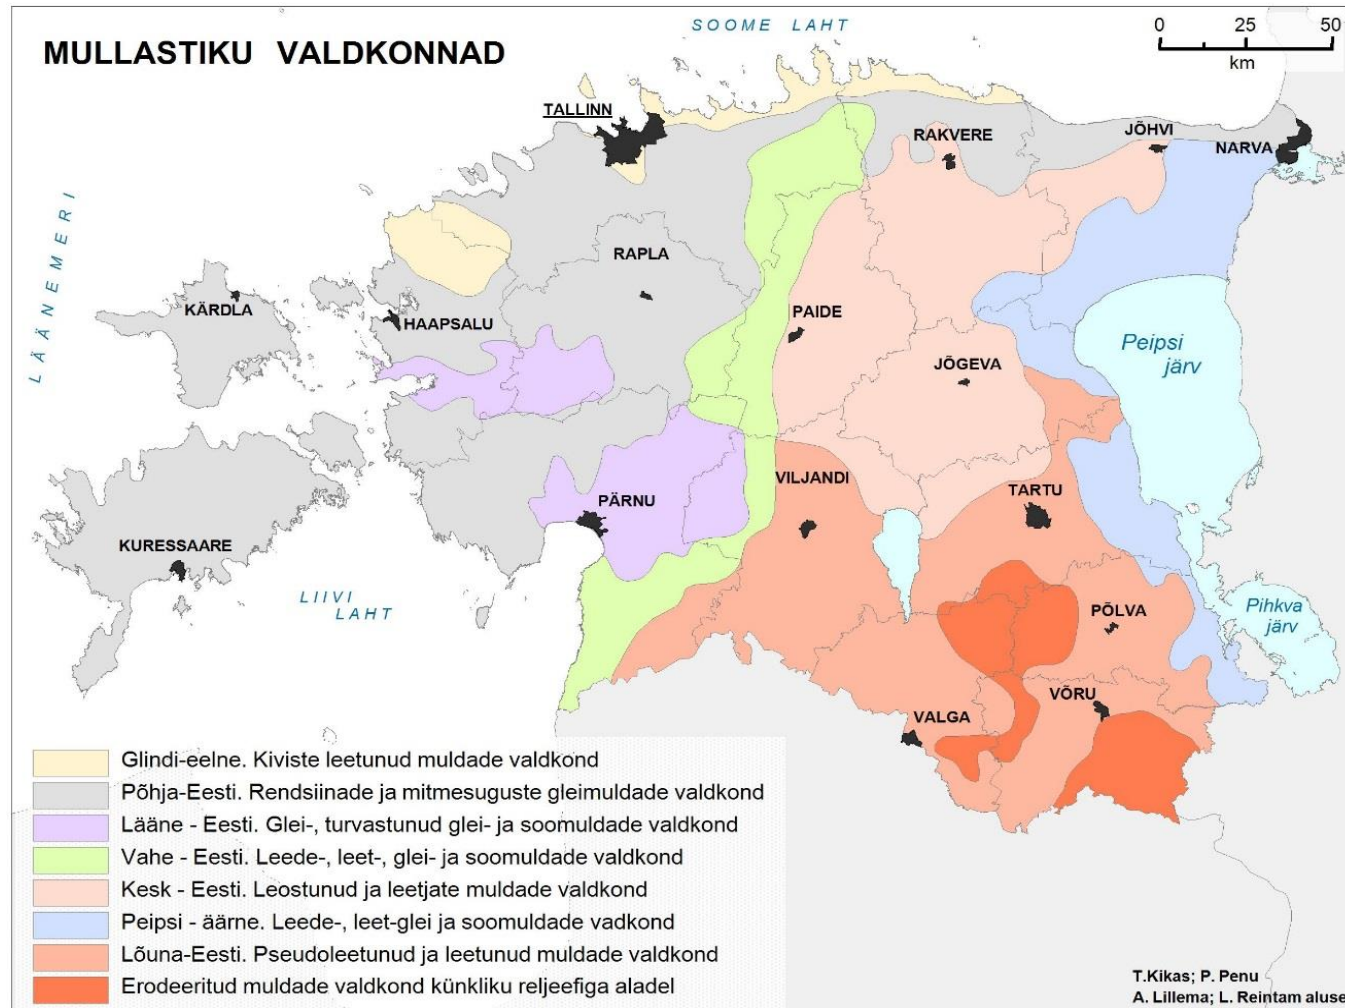 SOOME LAHT
0 25 50
km
MULLASTIKU VALDKONNAD
TALLINN
RAKVERE
JÕHVI
NARVA
LÄÄNEMERI
RAPLA
KÄRDLA
HAAPSALU
PAIDE
JÕGEVA
Peipsi
järv
PÄRNU
VILJANDI
TARTU
KURESSAARE
LIIVI
LAHT
PÕLVA
Pihkva
järv
VÕRU
VALGA
Glindi-eelne. Kiviste leetunud muldade valdkond
Põhja-Eesti. Rendsiinade ja mitmesuguste gleimuldade valdkond
Lääne - Eesti. Glei-, turvastunud glei- ja soomuldade valdkond
Vahe - Eesti. Leede-, leet-, glei- ja soomuldade valdkond
Kesk - Eesti. Leostunud ja leetjate muldade valdkond
Peipsi - äärne. Leede-, leet-glei ja soomuldade vadkond
Lõuna-Eesti. Pseudoleetunud ja leetunud muldade valdkond
Erodeeritud muldade valdkond künkliku reljeefiga aladel
T.Kikas; P. Penu
A. Lillema; L. Reintam aluse